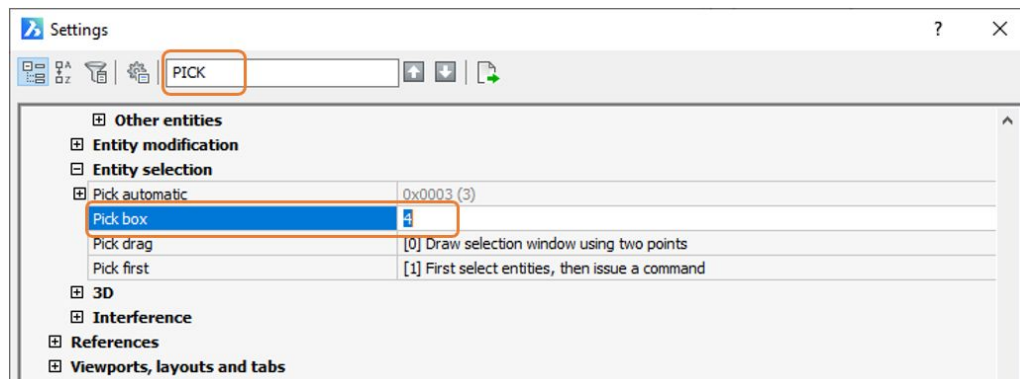 Settings
?
PICK
Other entities
Entity modification
Entity selection
Pick automatic 0x0003 (3)
Pick box 4
Pick drag [0] Draw selection window using two points
Pick first [1] First select entities, then issue a command
3D
Interference
References
Viewports, layouts and tabs